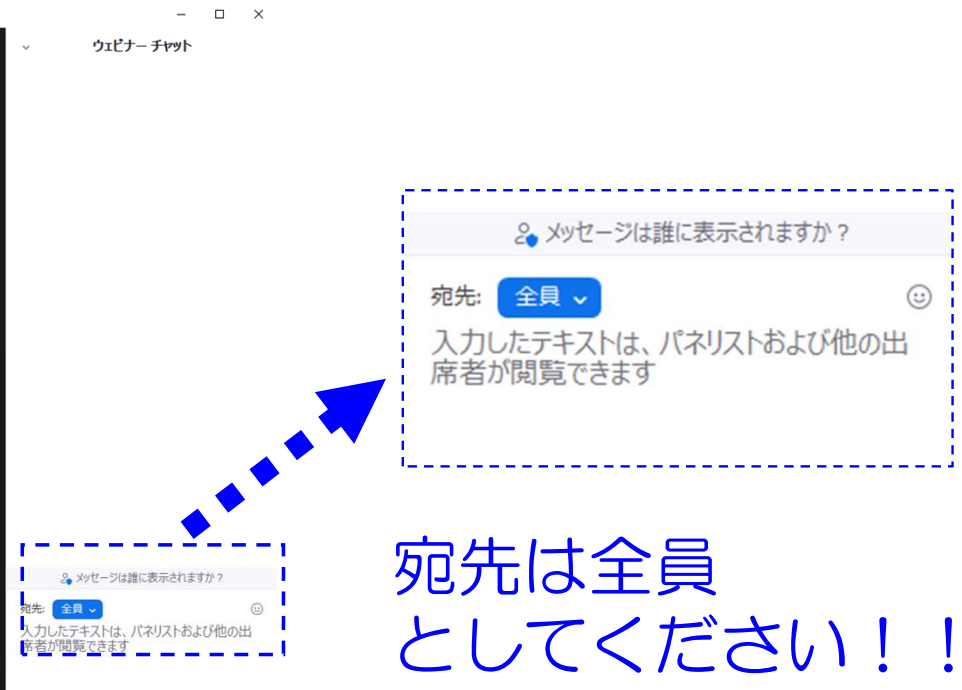 ウェビナー チャット
メッセージは誰に表示されますか？
宛先: 全員
入力したテキストは、パネリストおよび他の出
席者が閲覧できます
メッセージは誰に表示されますか？
宛先: 全員
入力したテキストは、パネリストおよび他の出
席者が閲覧できます
宛先は全員
としてください！！